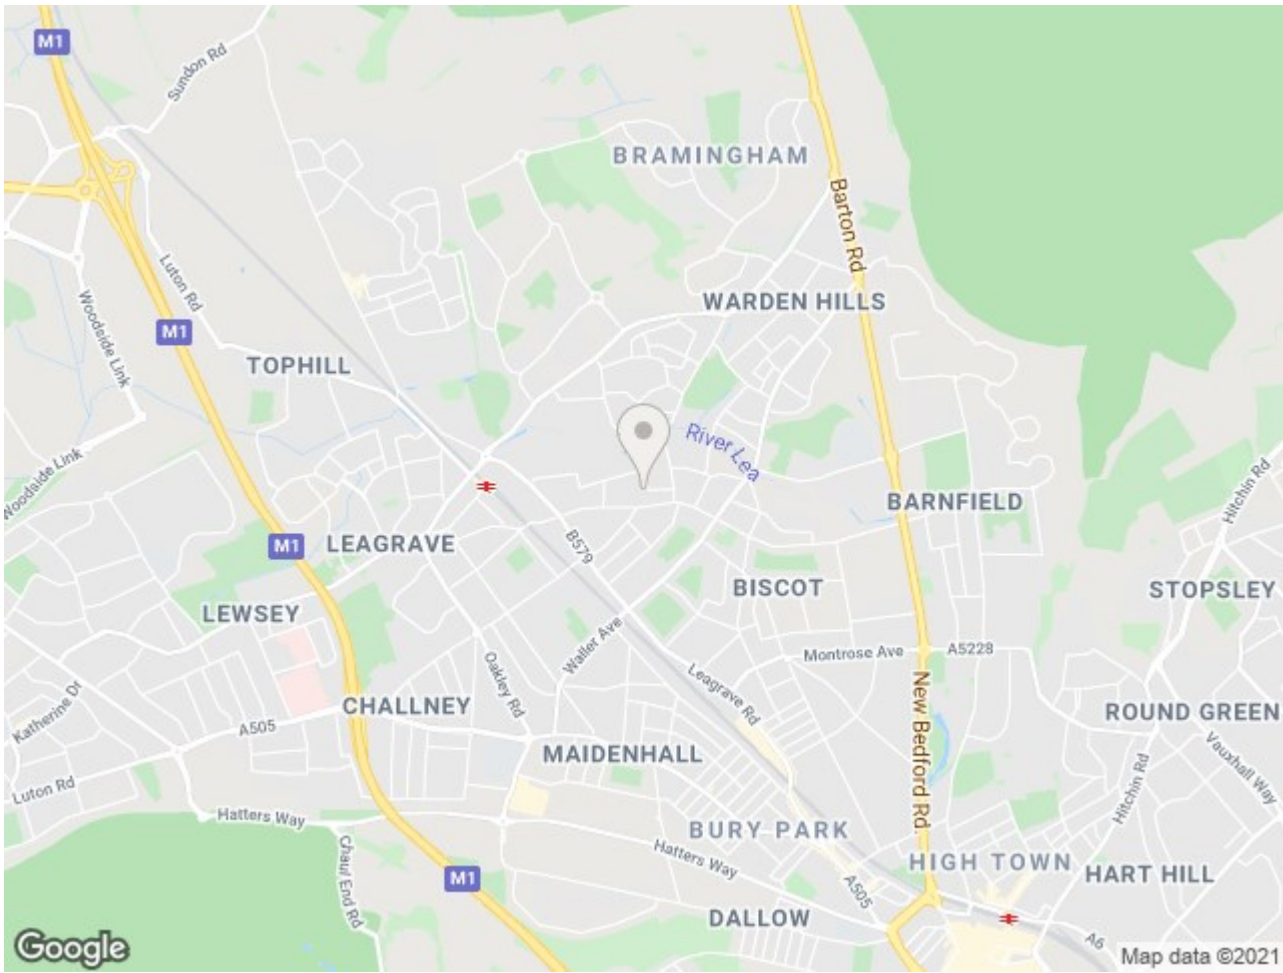 M1
Sundon Rd
BRAMINGHAM
Barton Rd
Luton Rd
Woodside Link
WARDEN HILLS
M1
TOPHILL
River Lea
Woodside Link
Hitchin Rd
BARNFIELD
M1
LEAGRAVE
B579
BISCOT
STOPSLEY
LEWSEY
Waller Ave
Montrose Ave
A5228
Oakley Rd
Leagrave Rd
New Bedford Rd
Katherine Dr
CHALLNEY
ROUND GREEN
A505
MAIDENHALL
Vauxhall Way
Luton Rd
Hitchin Rd
Hatters Way
BURY PARK
Hatters Way
HIGH TOWN
HART HILL
Chaul End Rd
M1
A505
DALLOW
A6
Google
Map data ©2021